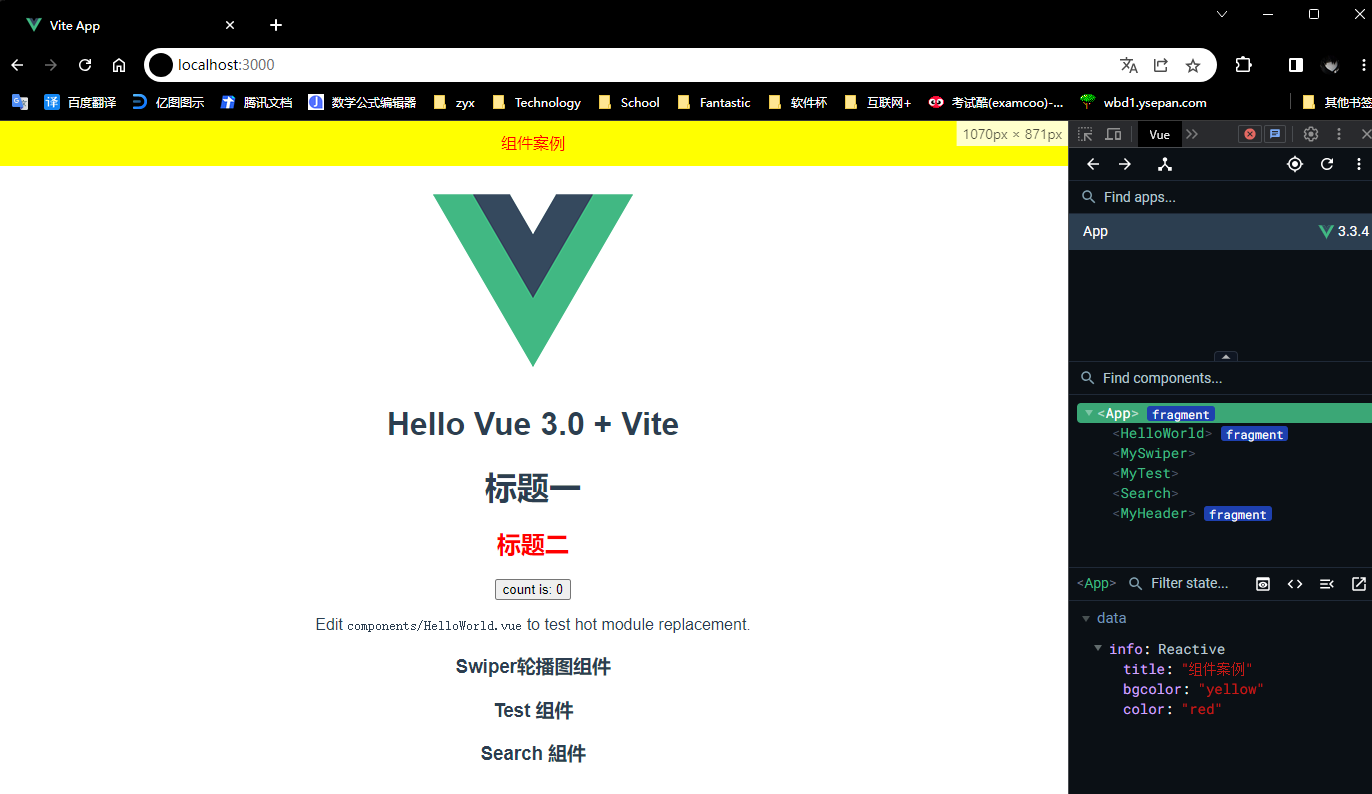 Vite App
localhost:3000
百度翻译 亿图图示 腾讯文档 数学公式编辑器 zyx Technology School Fantastic 软件杯 互联网+ 考试酷(examcoo)-... wbd1.ysepan.com 其他书签
组件案例
1070px × 871px
Hello Vue 3.0 + Vite
标题一
标题二
count is: 0
Edit components/HelloWorld.vue to test hot module replacement.
Swiper轮播图组件
Test 组件
Search 组件
Vue
Find apps...
App 3.3.4
Find components...
<App> fragment
<HelloWorld> fragment
<MySwiper>
<MyTest>
<Search>
<MyHeader> fragment
<App> Filter state...
data
info: Reactive
title: "组件案例"
bgcolor: "yellow"
color: "red"